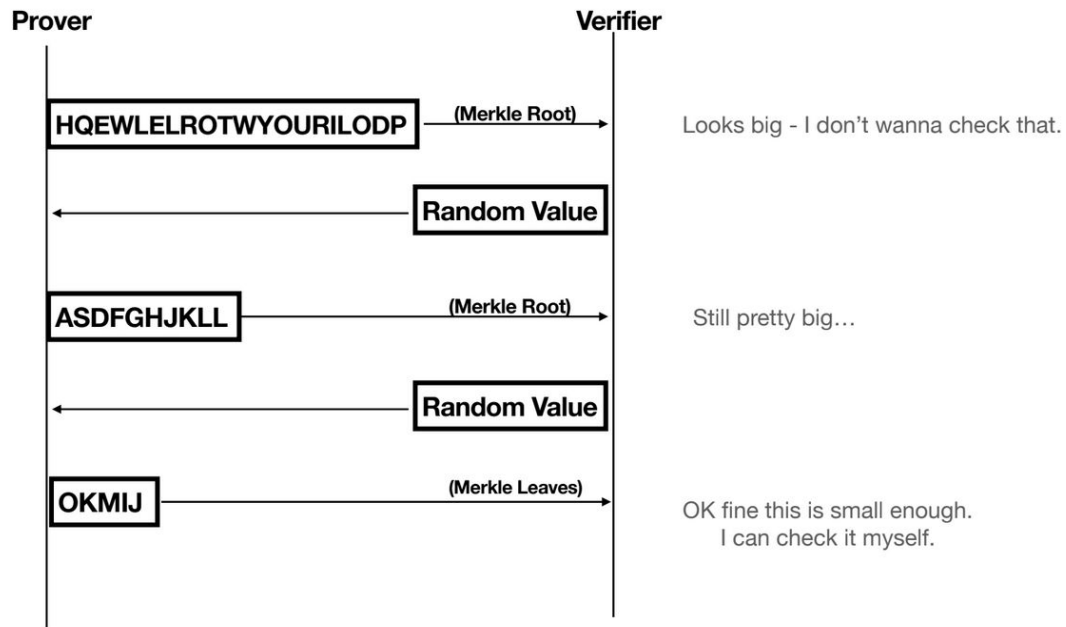 Prover
Verifier
HQEWLELROTWYOURILODP
(Merkle Root)
Looks big - I don’t wanna check that.
Random Value
ASDFGHJKLL
(Merkle Root)
Still pretty big…
Random Value
OKMIJ
(Merkle Leaves)
OK fine this is small enough.
I can check it myself.